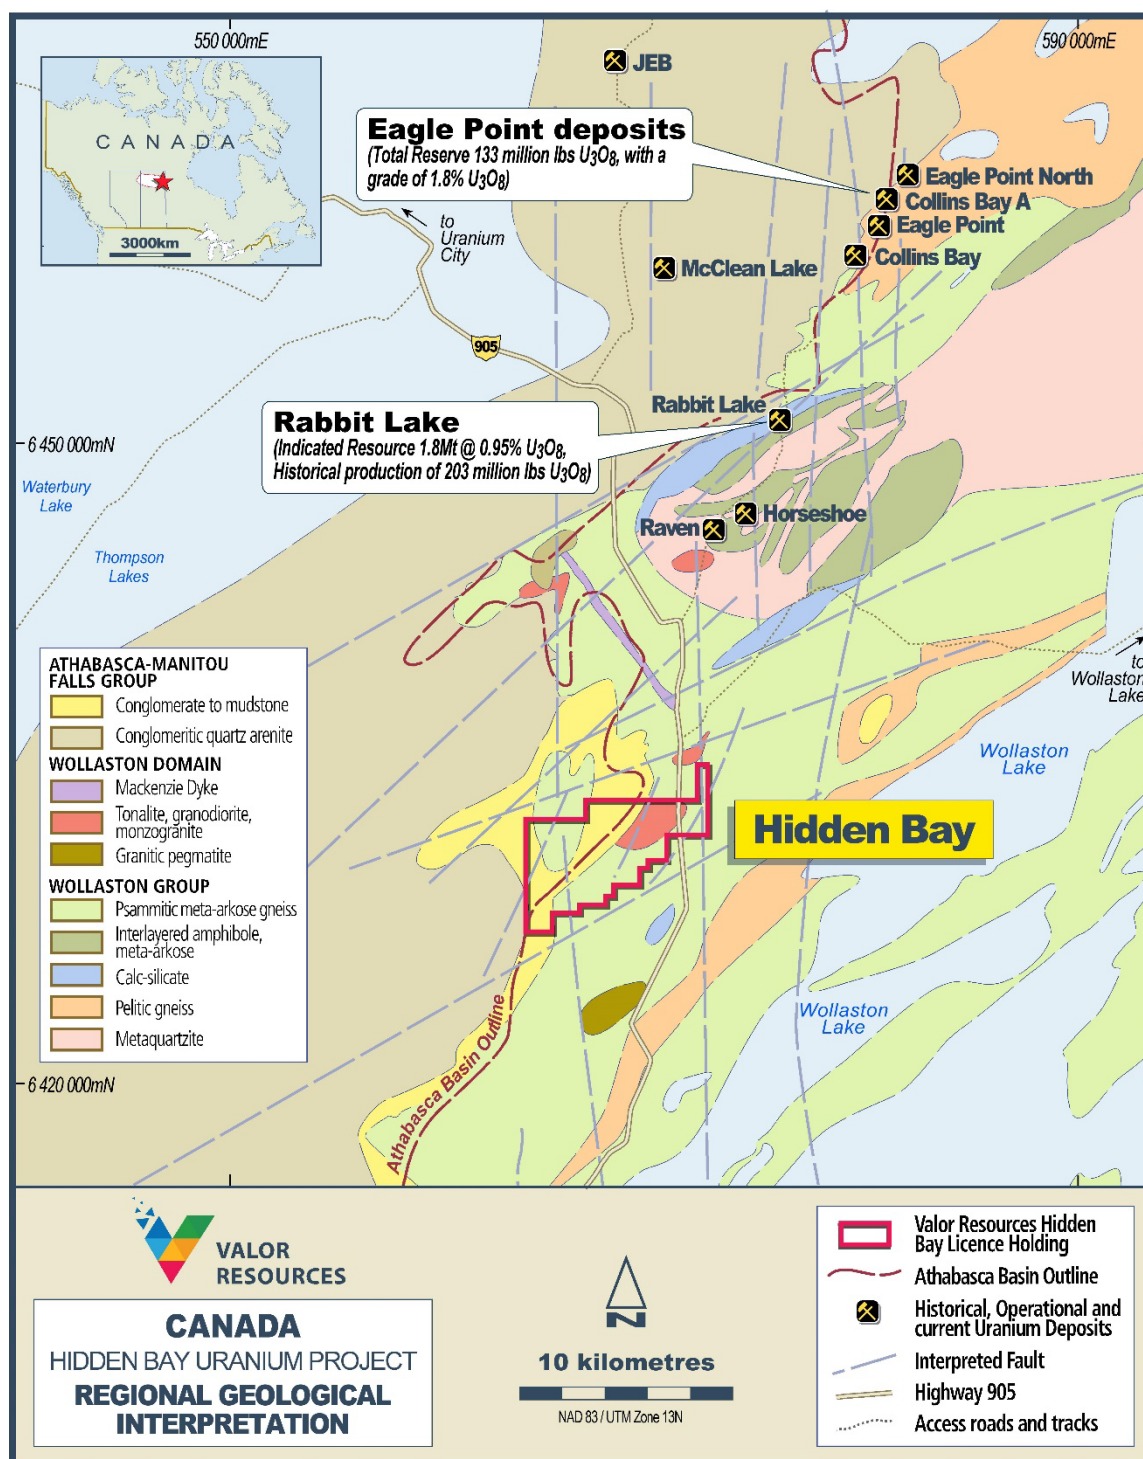 550 000mE
590 000mE
JEB
CANADA
3000km
Eagle Point deposits
(Total Reserve 133 million lbs U3O8, with a
grade of 1.8% U3O8)
to
Uranium
City
Eagle Point North
Collins Bay A
Eagle Point
Collins Bay
McClean Lake
905
Rabbit Lake
Rabbit Lake
(Indicated Resource 1.8Mt @ 0.95% U3O8,
Historical production of 203 million lbs U3O8)
6 450 000mN
Waterbury
Lake
Thompson
Lakes
Raven
Horseshoe
to
Wollaston
Lake
Wollaston
Lake
Hidden Bay
Wollaston
Lake
Athabasca Basin Outline
6 420 000mN
ATHABASCA-MANITOU
FALLS GROUP
Conglomerate to mudstone
Conglomeritic quartz arenite
WOLLASTON DOMAIN
Mackenzie Dyke
Tonalite, granodiorite,
monzogranite
Granitic pegmatite
WOLLASTON GROUP
Psammitic meta-arkose gneiss
Interlayered amphibole,
meta-arkose
Calc-silicate
Pelitic gneiss
Metaquartzite
VALOR
RESOURCES
CANADA
HIDDEN BAY URANIUM PROJECT
REGIONAL GEOLOGICAL
INTERPRETATION
N
10 kilometres
NAD 83 / UTM Zone 13N
Valor Resources Hidden
Bay Licence Holding
Athabasca Basin Outline
Historical, Operational and
current Uranium Deposits
Interpreted Fault
Highway 905
Access roads and tracks